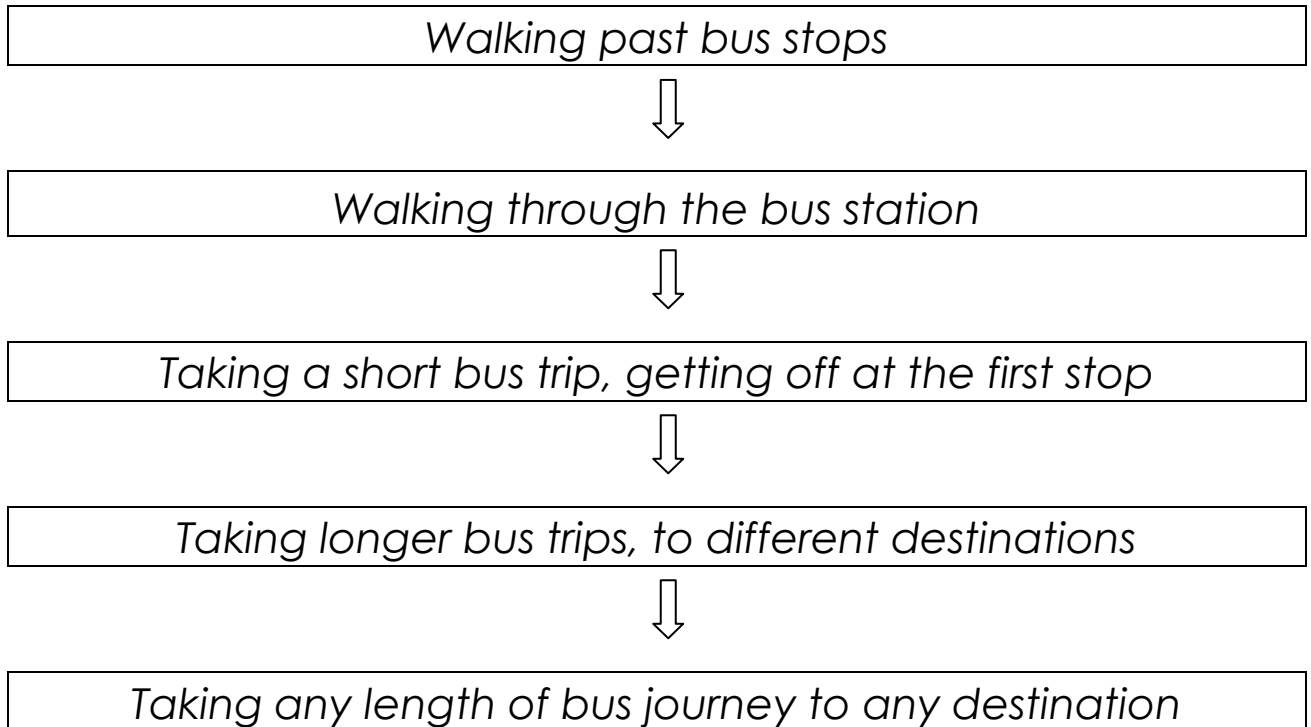 Walking past bus stops
Walking through the bus station
Taking a short bus trip, getting off at the first stop
Taking longer bus trips, to different destinations
Taking any length of bus journey to any destination